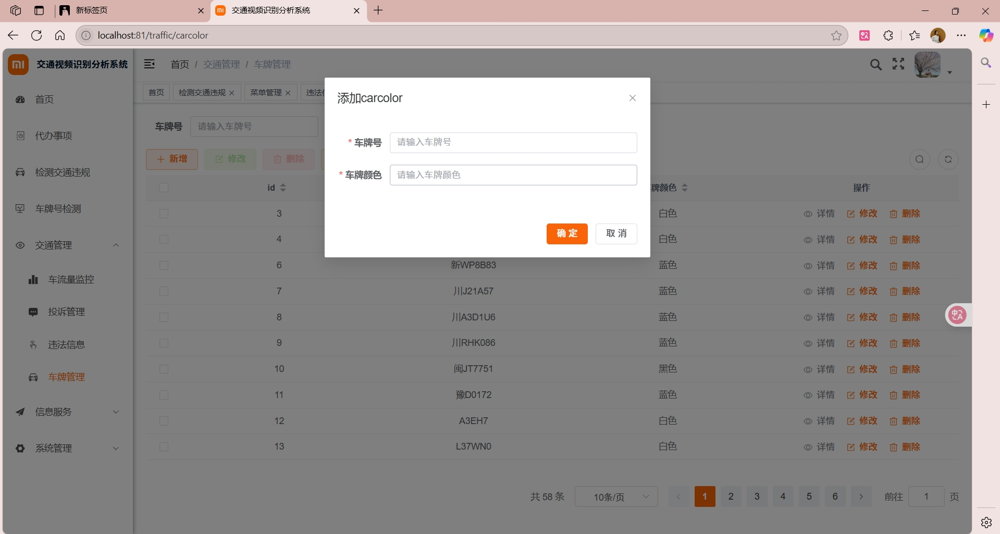 新标签页
交通视频识别分析系统
localhost:81/traffic/carcolor
mi 交通视频识别分析系统
首页 / 交通管理 / 车牌管理
首页 检测交通违规 菜单管理 违法
首页
代办事项
检测交通违规
车牌号检测
交通管理
车流量监控
投诉管理
违法信息
车牌管理
信息服务
系统管理
车牌号 请输入车牌号
新增 修改 删除
添加carcolor
* 车牌号 请输入车牌号
* 车牌颜色 请输入车牌颜色
确 定 取 消
id 牌颜色 操作
3 白色 详情 修改 删除
4 白色 详情 修改 删除
6 新WP8B83 蓝色 详情 修改 删除
7 川J21A57 蓝色 详情 修改 删除
8 川A3D1U6 蓝色 详情 修改 删除
9 川RHK086 蓝色 详情 修改 删除
10 闽JT7751 黑色 详情 修改 删除
11 豫D0172 蓝色 详情 修改 删除
12 A3EH7 白色 详情 修改 删除
13 L37WN0 白色 详情 修改 删除
共 58 条 10条/页 1 2 3 4 5 6 前往 1 页